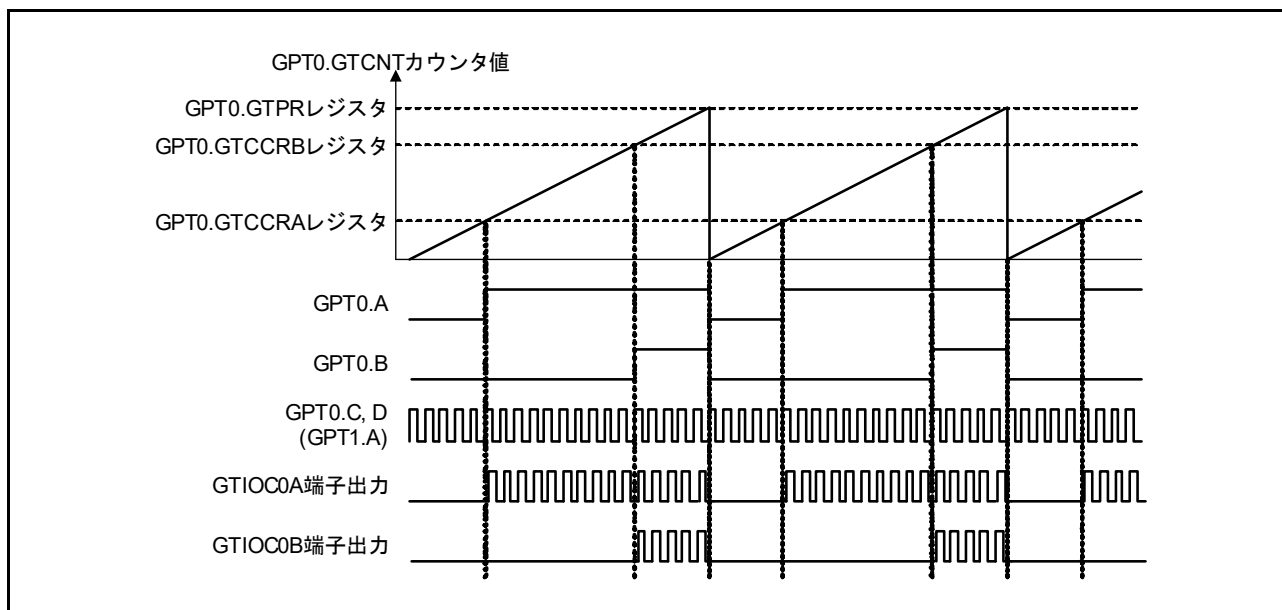 GPT0.GTCNTカウンタ値
GPT0.GTPRレジスタ
GPT0.GTCCRBレジスタ
GPT0.GTCCRAレジスタ
GPT0.A
GPT0.B
GPT0.C, D
(GPT1.A)
GTIOC0A端子出力
GTIOC0B端子出力